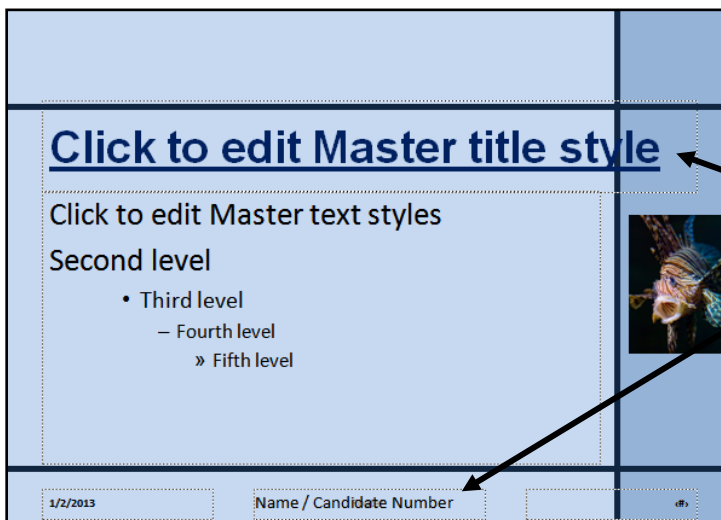 Click to edit Master title style
Click to edit Master text styles
Second level
• Third level
– Fourth level
» Fifth level
1/2/2013 Name / Candidate Number ‹#›